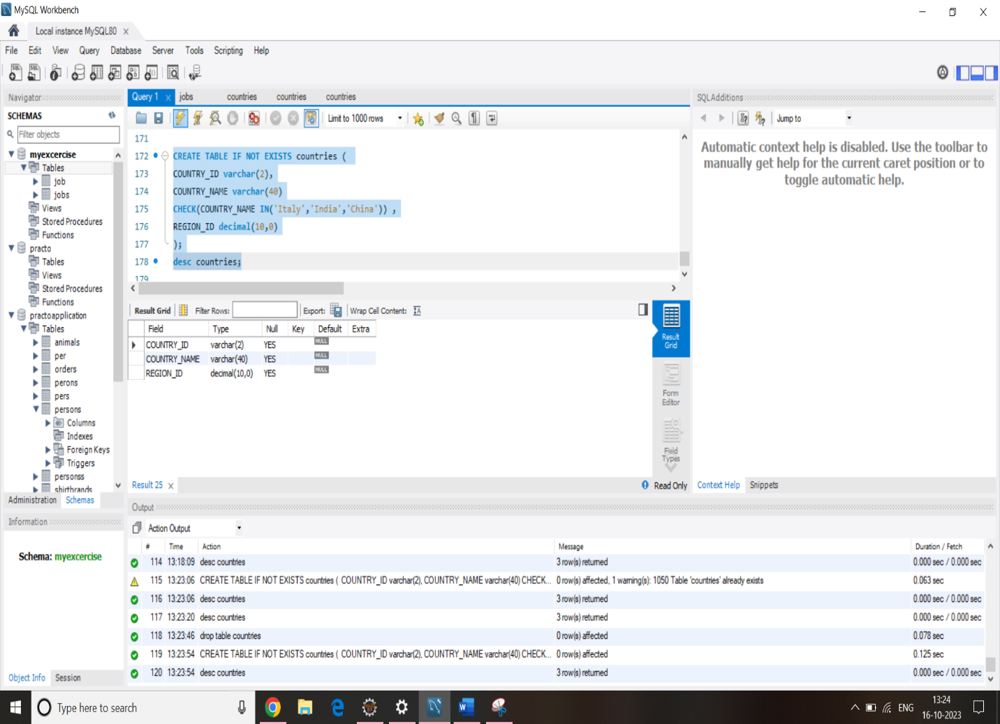 MySQL Workbench
Local instance MySQL80 ×
File Edit View Query Database Server Tools Scripting Help
Navigator
SCHEMAS
Filter objects
myexcercise
Tables
job
jobs
Views
Stored Procedures
Functions
practo
Tables
Views
Stored Procedures
Functions
practoapplication
Tables
animals
per
orders
perons
pers
persons
Columns
Indexes
Foreign Keys
Triggers
personss
shirtbrands
Administration Schemas
Information
Schema: myexcercise
Object Info Session
Query 1 × jobs countries countries countries
Limit to 1000 rows
171
172 CREATE TABLE IF NOT EXISTS countries (
173 COUNTRY_ID varchar(2),
174 COUNTRY_NAME varchar(40)
175 CHECK(COUNTRY_NAME IN('Italy','India','China')) ,
176 REGION_ID decimal(10,0)
177 );
178 desc countries;
179
Result Grid Filter Rows: Export: Wrap Cell Content:
Field Type Null Key Default Extra
COUNTRY_ID varchar(2) YES NULL
COUNTRY_NAME varchar(40) YES NULL
REGION_ID decimal(10,0) YES NULL
Result
Grid
Form
Editor
Field
Types
Result 25 × Read Only
SQLAdditions
Jump to
Automatic context help is disabled. Use the toolbar to
manually get help for the current caret position or to
toggle automatic help.
Context Help Snippets
Output
Action Output
# Time Action Message Duration / Fetch
114 13:18:09 desc countries 3 row(s) returned 0.000 sec / 0.000 sec
115 13:23:06 CREATE TABLE IF NOT EXISTS countries ( COUNTRY_ID varchar(2), COUNTRY_NAME varchar(40) CHECK... 0 row(s) affected, 1 warning(s): 1050 Table 'countries' already exists 0.063 sec
116 13:23:06 desc countries 3 row(s) returned 0.000 sec / 0.000 sec
117 13:23:20 desc countries 3 row(s) returned 0.000 sec / 0.000 sec
118 13:23:46 drop table countries 0 row(s) affected 0.078 sec
119 13:23:54 CREATE TABLE IF NOT EXISTS countries ( COUNTRY_ID varchar(2), COUNTRY_NAME varchar(40) CHECK... 0 row(s) affected 0.125 sec
120 13:23:54 desc countries 3 row(s) returned 0.000 sec / 0.000 sec
Type here to search
ENG
13:24
16-10-2023